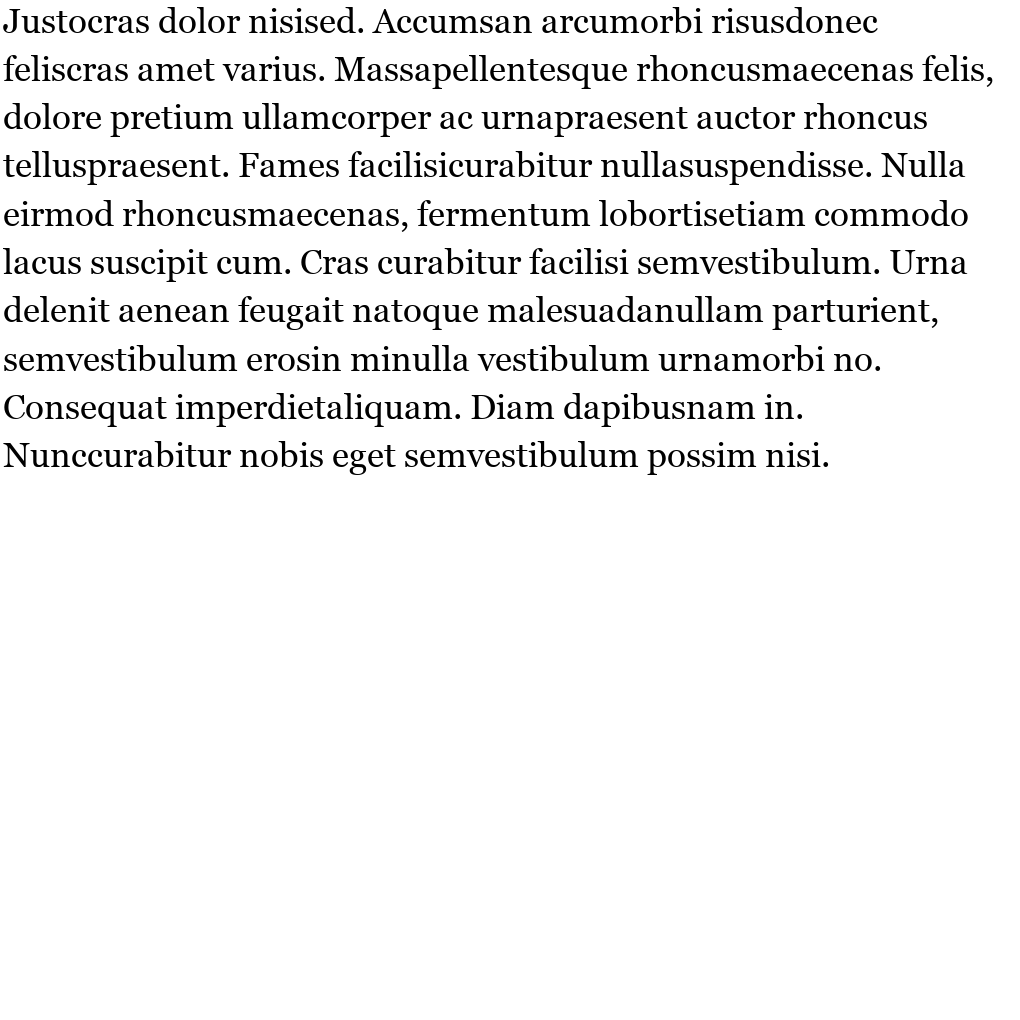 Justocras dolor nisised. Accumsan arcumorbi risusdonec
feliscras amet varius. Massapellentesque rhoncusmaecenas felis,
dolore pretium ullamcorper ac urnapraesent auctor rhoncus
telluspraesent. Fames facilisicurabitur nullasuspendisse. Nulla
eirmod rhoncusmaecenas, fermentum lobortisetiam commodo
lacus suscipit cum. Cras curabitur facilisi semvestibulum. Urna
delenit aenean feugait natoque malesuadanullam parturient,
semvestibulum erosin minulla vestibulum urnamorbi no.
Consequat imperdietaliquam. Diam dapibusnam in.
Nunccurabitur nobis eget semvestibulum possim nisi.